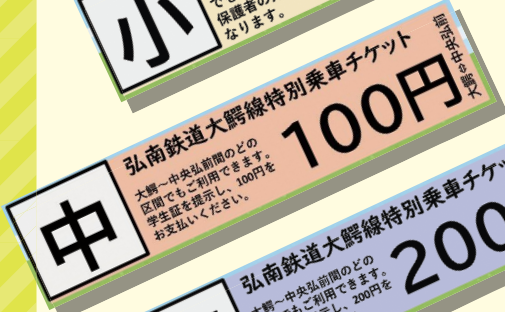 小
保護者の
なります。
中
弘南鉄道大鰐線特別乗車チケット
大鰐～中央弘前間のどの
区間でもご利用できます。
学生証を提示し、100円を
お支払いください。
100円
大鰐⇔中央弘前
弘南鉄道大鰐線特別乗車チケッ
大鰐～中央弘前間のどの
区間でもご利用できます。
を提示し、200円を
200